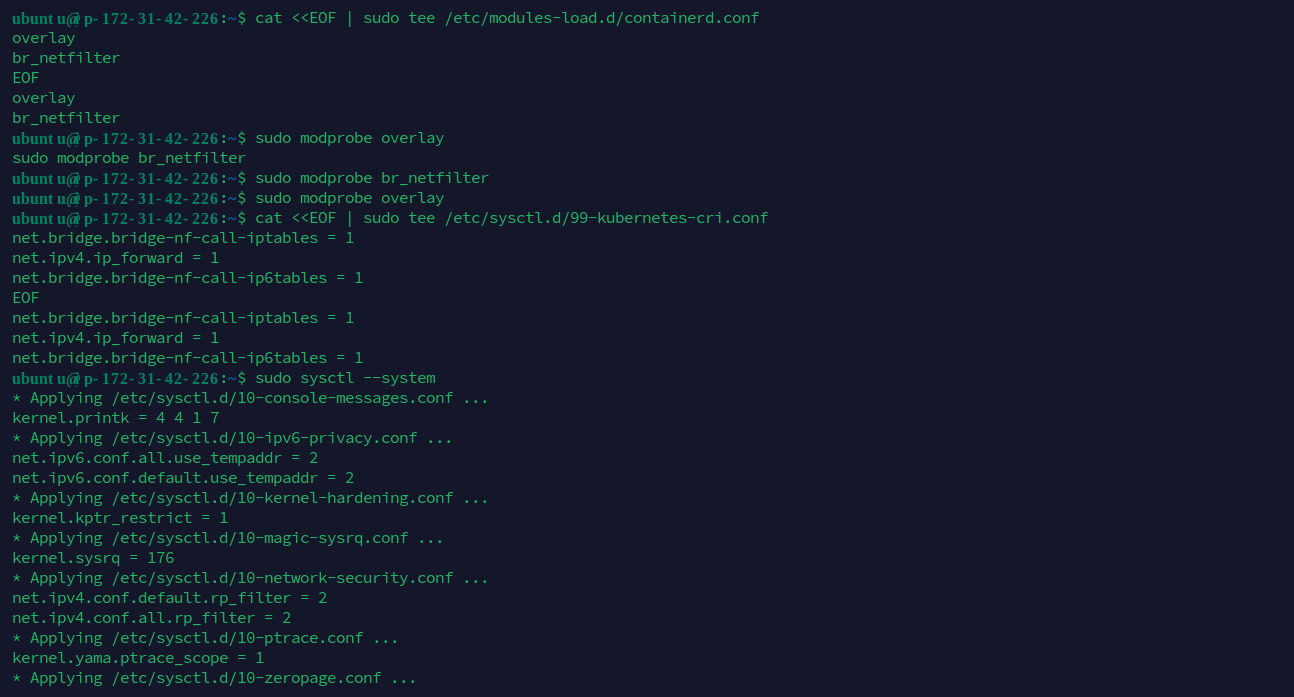 ubuntu@ip-172-31-42-226:~$ cat <<EOF | sudo tee /etc/modules-load.d/containerd.conf
overlay
br_netfilter
EOF
overlay
br_netfilter
ubuntu@ip-172-31-42-226:~$ sudo modprobe overlay
sudo modprobe br_netfilter
ubuntu@ip-172-31-42-226:~$ sudo modprobe br_netfilter
ubuntu@ip-172-31-42-226:~$ sudo modprobe overlay
ubuntu@ip-172-31-42-226:~$ cat <<EOF | sudo tee /etc/sysctl.d/99-kubernetes-cri.conf
net.bridge.bridge-nf-call-iptables = 1
net.ipv4.ip_forward = 1
net.bridge.bridge-nf-call-ip6tables = 1
EOF
net.bridge.bridge-nf-call-iptables = 1
net.ipv4.ip_forward = 1
net.bridge.bridge-nf-call-ip6tables = 1
ubuntu@ip-172-31-42-226:~$ sudo sysctl --system
* Applying /etc/sysctl.d/10-console-messages.conf ...
kernel.printk = 4 4 1 7
* Applying /etc/sysctl.d/10-ipv6-privacy.conf ...
net.ipv6.conf.all.use_tempaddr = 2
net.ipv6.conf.default.use_tempaddr = 2
* Applying /etc/sysctl.d/10-kernel-hardening.conf ...
kernel.kptr_restrict = 1
* Applying /etc/sysctl.d/10-magic-sysrq.conf ...
kernel.sysrq = 176
* Applying /etc/sysctl.d/10-network-security.conf ...
net.ipv4.conf.default.rp_filter = 2
net.ipv4.conf.all.rp_filter = 2
* Applying /etc/sysctl.d/10-ptrace.conf ...
kernel.yama.ptrace_scope = 1
* Applying /etc/sysctl.d/10-zeropage.conf ...